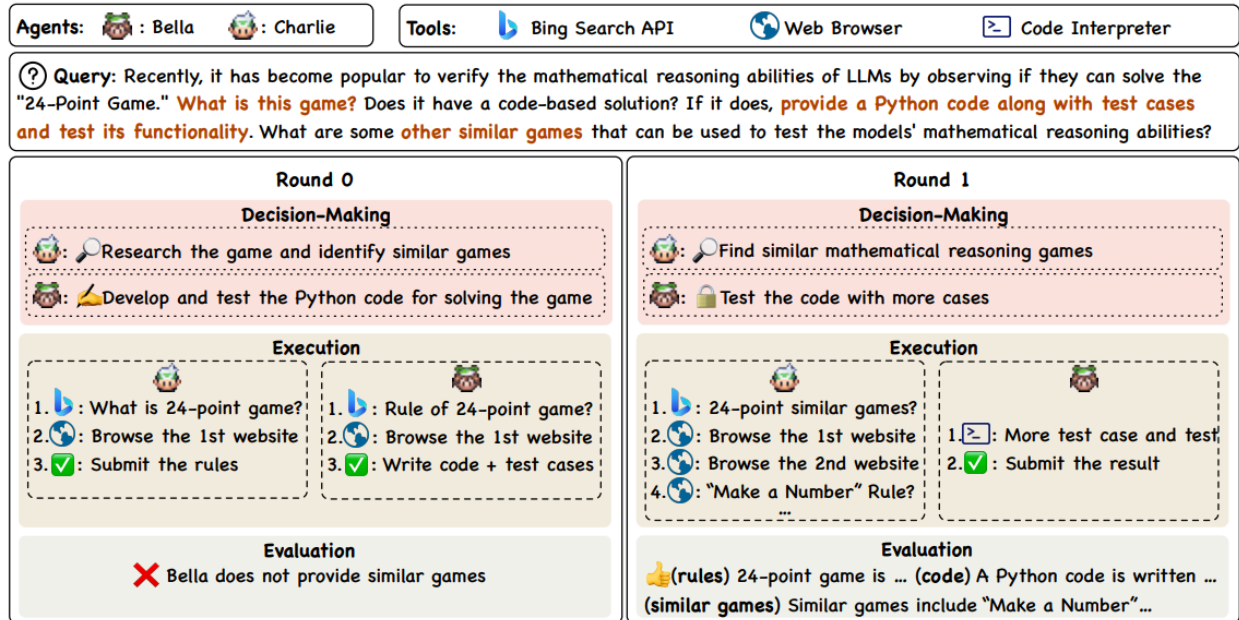 Agents: : Bella : Charlie
Tools: Bing Search API Web Browser Code Interpreter
? Query: Recently, it has become popular to verify the mathematical reasoning abilities of LLMs by observing if they can solve the
"24-Point Game." What is this game? Does it have a code-based solution? If it does, provide a Python code along with test cases
and test its functionality. What are some other similar games that can be used to test the models' mathematical reasoning abilities?
Round 0
Decision-Making
: Research the game and identify similar games
: Develop and test the Python code for solving the game
Execution
1. : What is 24-point game?
2. : Browse the 1st website
3. : Submit the rules
1. : Rule of 24-point game?
2. : Browse the 1st website
3. : Write code + test cases
Evaluation
Bella does not provide similar games
Round 1
Decision-Making
: Find similar mathematical reasoning games
: Test the code with more cases
Execution
1. : 24-point similar games?
2. : Browse the 1st website
3. : Browse the 2nd website
4. : "Make a Number" Rule?
...
1. : More test case and test
2. : Submit the result
Evaluation
(rules) 24-point game is ... (code) A Python code is written ...
(similar games) Similar games include "Make a Number"...